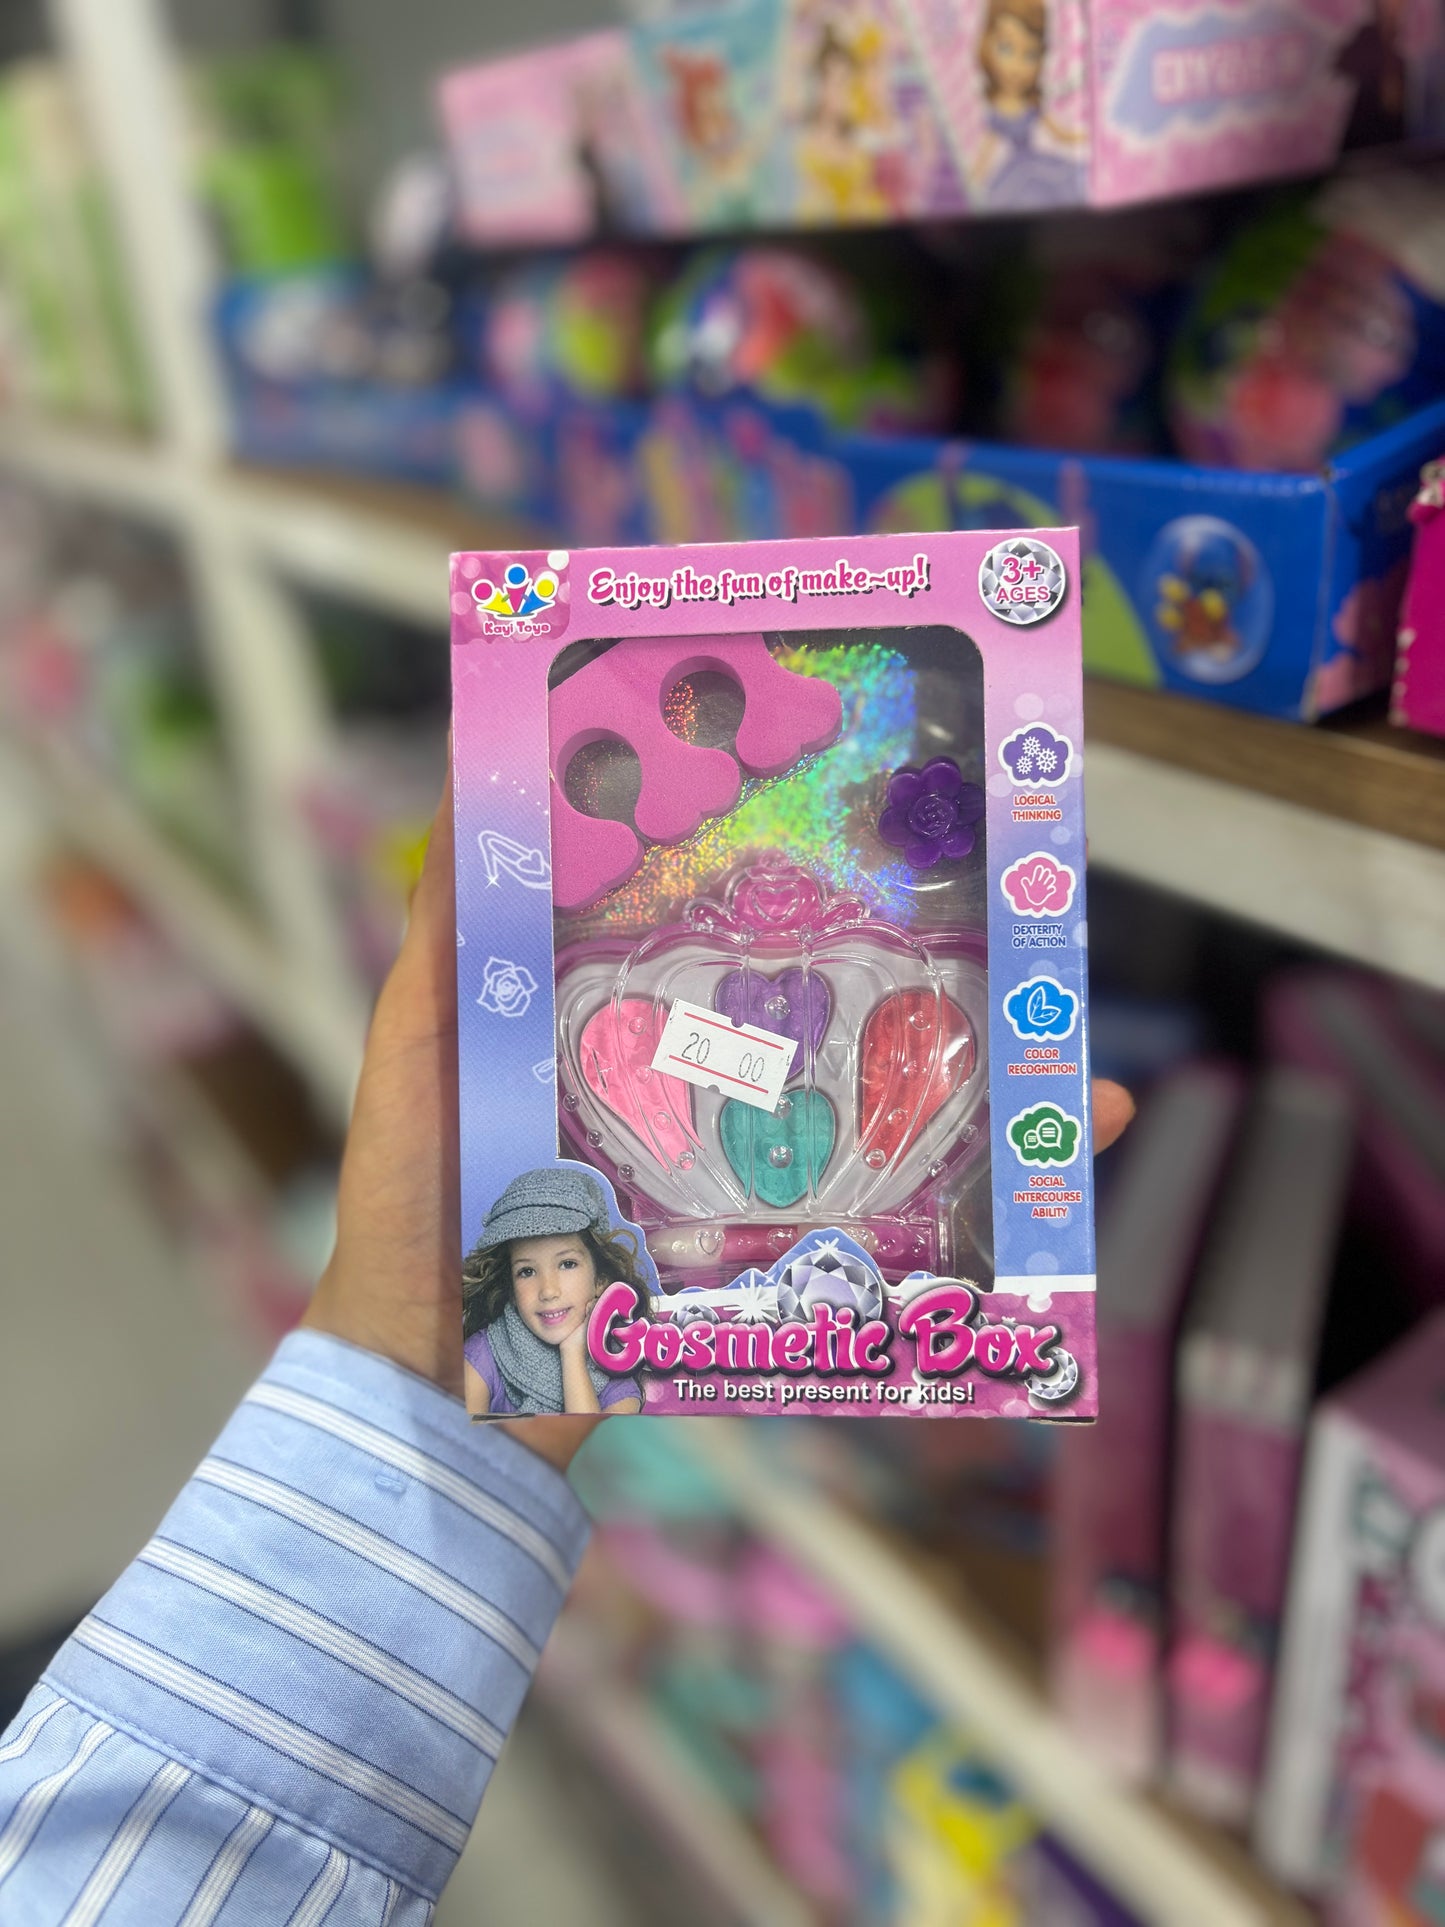 Kayi Toys
Enjoy the fun of make~up!
3+
AGES
LOGICAL
THINKING
DEXTERITY
OF ACTION
COLOR
RECOGNITION
SOCIAL
INTERCOURSE
ABILITY
20 00
Cosmetic Box
The best present for kids!